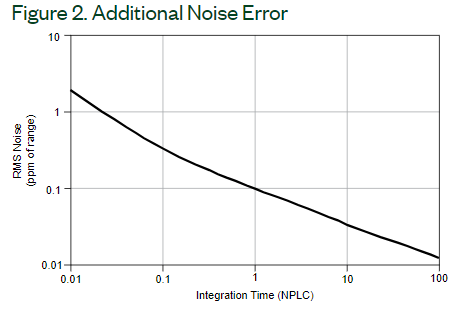 Figure 2. Additional Noise Error
10
1
0.1
0.01
RMS Noise
(ppm of range)
0.01
0.1
1
10
100
Integration Time (NPLC)